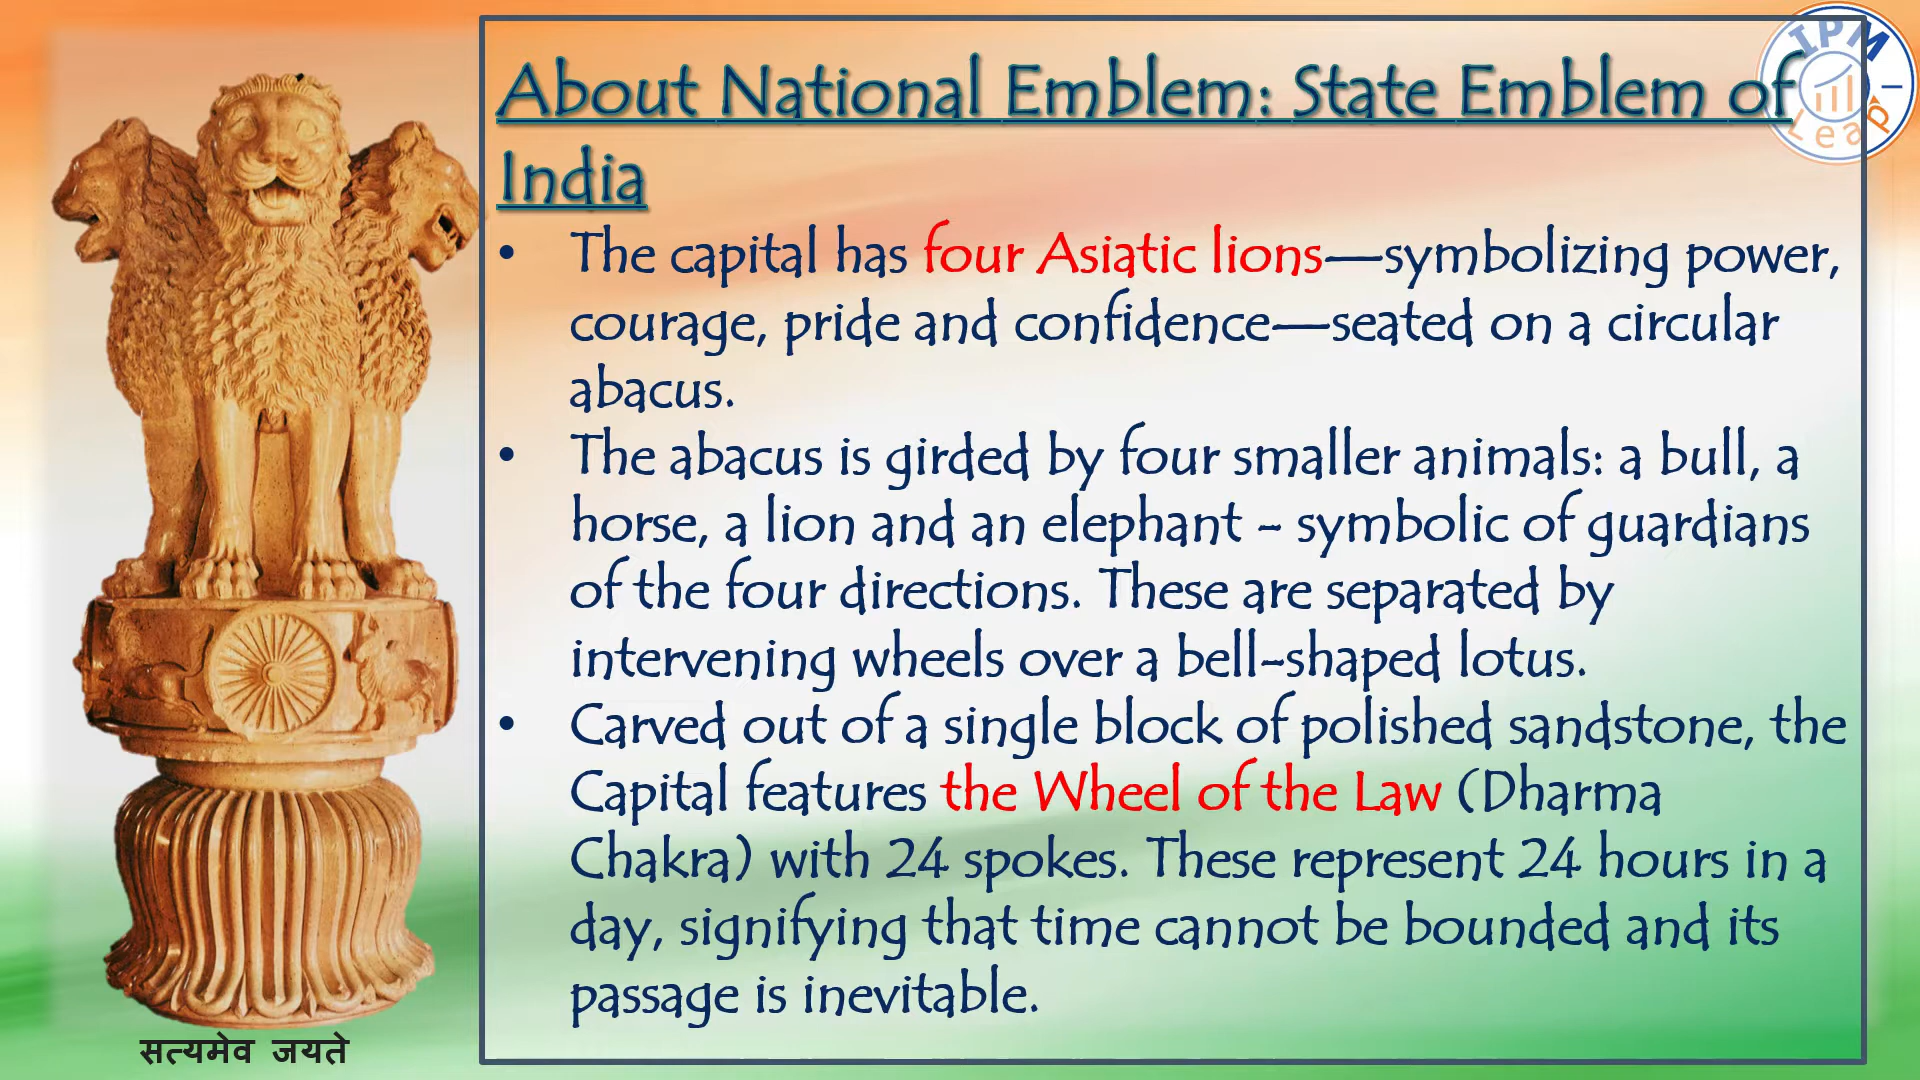 About National Emblem: State Emblem of
India
• The capital has four Asiatic lions—symbolizing power,
courage, pride and confidence—seated on a circular
abacus.
• The abacus is girded by four smaller animals: a bull, a
horse, a lion and an elephant – symbolic of guardians
of the four directions. These are separated by
intervening wheels over a bell-shaped lotus.
• Carved out of a single block of polished sandstone, the
Capital features the Wheel of the Law (Dharma
Chakra) with 24 spokes. These represent 24 hours in a
day, signifying that time cannot be bounded and its
passage is inevitable.
सत्यमेव जयते
IPM
Leap